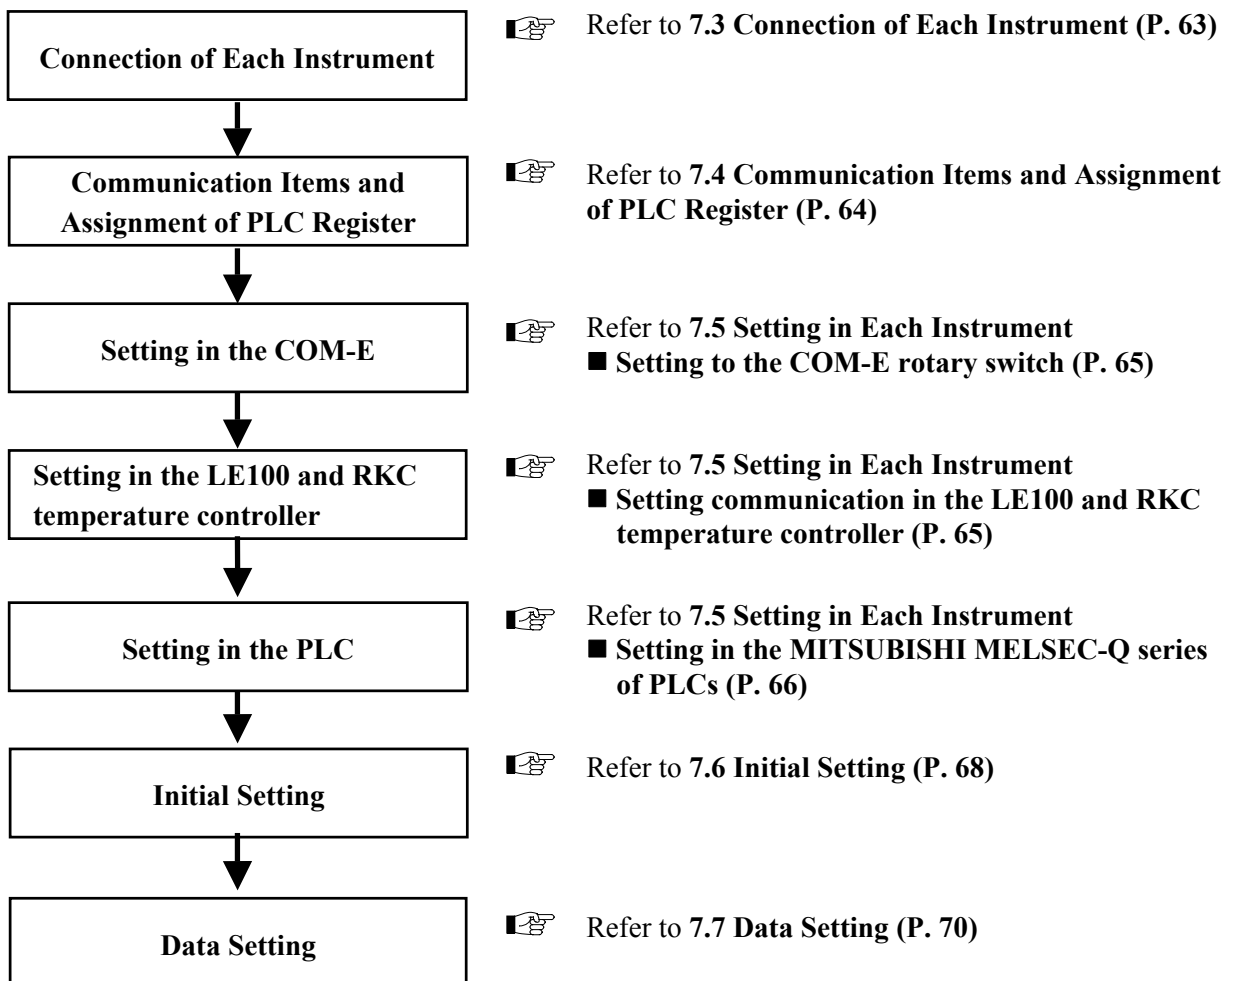 Connection of Each Instrument
Refer to 7.3 Connection of Each Instrument (P. 63)
Communication Items and
Assignment of PLC Register
Refer to 7.4 Communication Items and Assignment
of PLC Register (P. 64)
Setting in the COM-E
Refer to 7.5 Setting in Each Instrument
■ Setting to the COM-E rotary switch (P. 65)
Setting in the LE100 and RKC
temperature controller
Refer to 7.5 Setting in Each Instrument
■ Setting communication in the LE100 and RKC
temperature controller (P. 65)
Setting in the PLC
Refer to 7.5 Setting in Each Instrument
■ Setting in the MITSUBISHI MELSEC-Q series
of PLCs (P. 66)
Initial Setting
Refer to 7.6 Initial Setting (P. 68)
Data Setting
Refer to 7.7 Data Setting (P. 70)